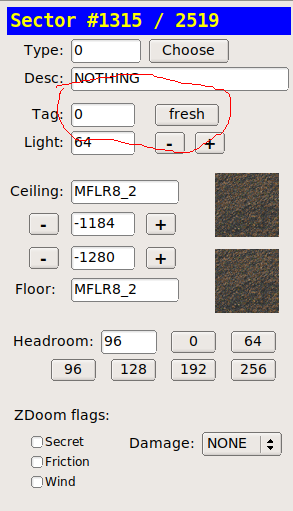 Sector #1315 / 2519
Type: 0 Choose
Desc: NOTHING
Tag: 0 fresh
Light: 64 - +
Ceiling: MFLR8_2
- -1184 +
- -1280 +
Floor: MFLR8_2
Headroom: 96 0 64
96 128 192 256
ZDoom flags:
Secret Damage: NONE
Friction
Wind